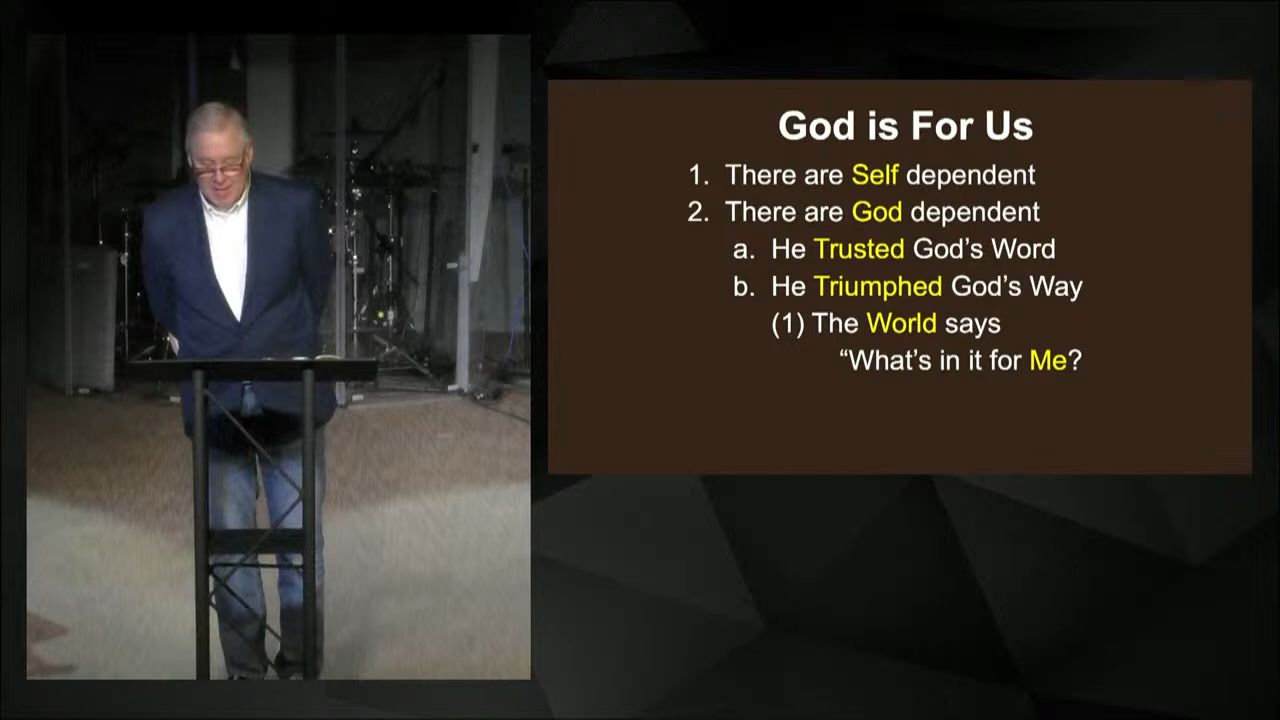 God is For Us
1. There are Self dependent
2. There are God dependent
a. He Trusted God’s Word
b. He Triumphed God’s Way
(1) The World says
“What’s in it for Me?